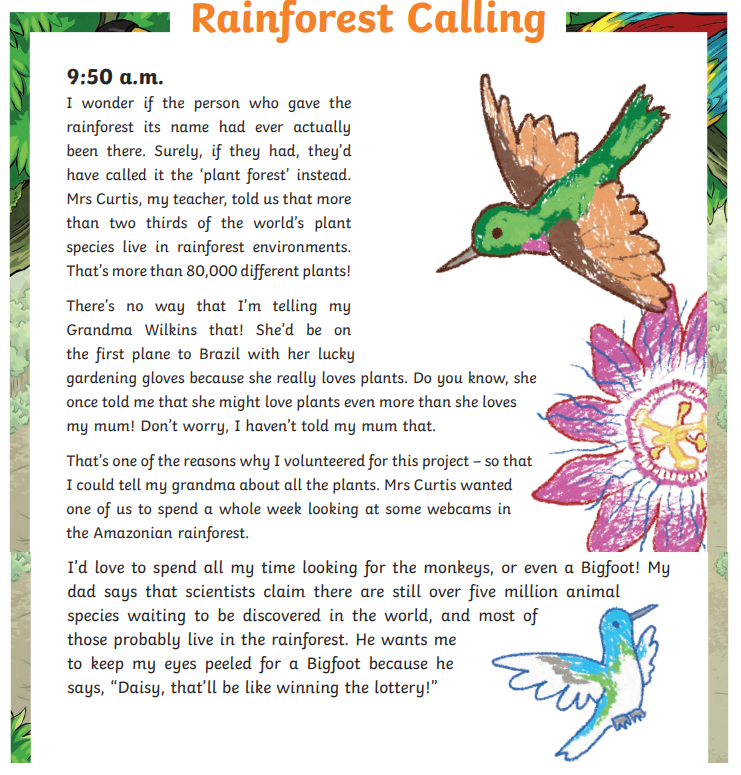 Rainforest Calling
9:50 a.m.
I wonder if the person who gave the
rainforest its name had ever actually
been there. Surely, if they had, they’d
have called it the ‘plant forest’ instead.
Mrs Curtis, my teacher, told us that more
than two thirds of the world’s plant
species live in rainforest environments.
That’s more than 80,000 different plants!
There’s no way that I’m telling my
Grandma Wilkins that! She’d be on
the first plane to Brazil with her lucky
gardening gloves because she really loves plants. Do you know, she
once told me that she might love plants even more than she loves
my mum! Don’t worry, I haven’t told my mum that.
That’s one of the reasons why I volunteered for this project – so that
I could tell my grandma about all the plants. Mrs Curtis wanted
one of us to spend a whole week looking at some webcams in
the Amazonian rainforest.
I’d love to spend all my time looking for the monkeys, or even a Bigfoot! My
dad says that scientists claim there are still over five million animal
species waiting to be discovered in the world, and most of
those probably live in the rainforest. He wants me
to keep my eyes peeled for a Bigfoot because he
says, “Daisy, that’ll be like winning the lottery!”